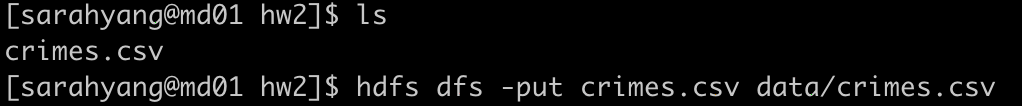 [sarahyang@md01 hw2]$ ls
crimes.csv
[sarahyang@md01 hw2]$ hdfs dfs -put crimes.csv data/crimes.csv